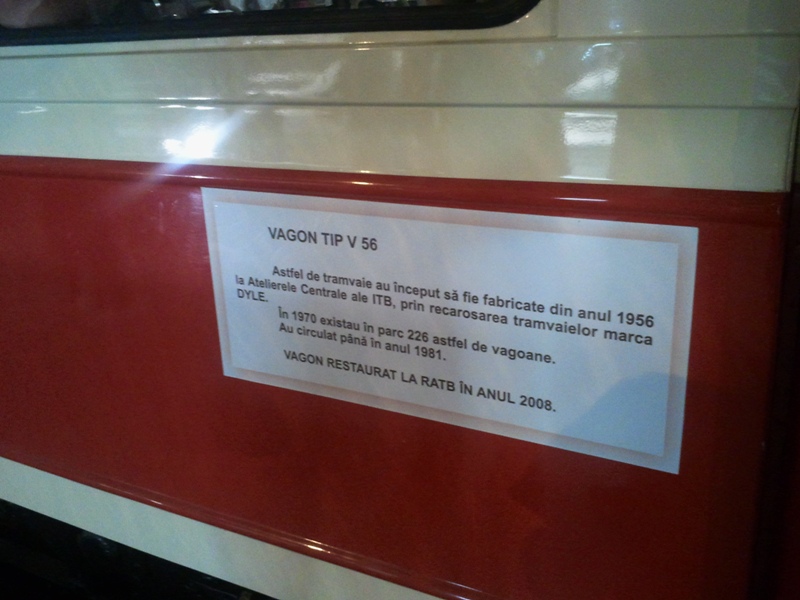 VAGON TIP V 56
Astfel de tramvaie au început să fie fabricate din anul 1956
la Atelierele Centrale ale ITB, prin recarosarea tramvaielor marca
DYLE.
În 1970 existau în parc 226 astfel de vagoane.
Au circulat până în anul 1981.
VAGON RESTAURAT LA RATB ÎN ANUL 2008.